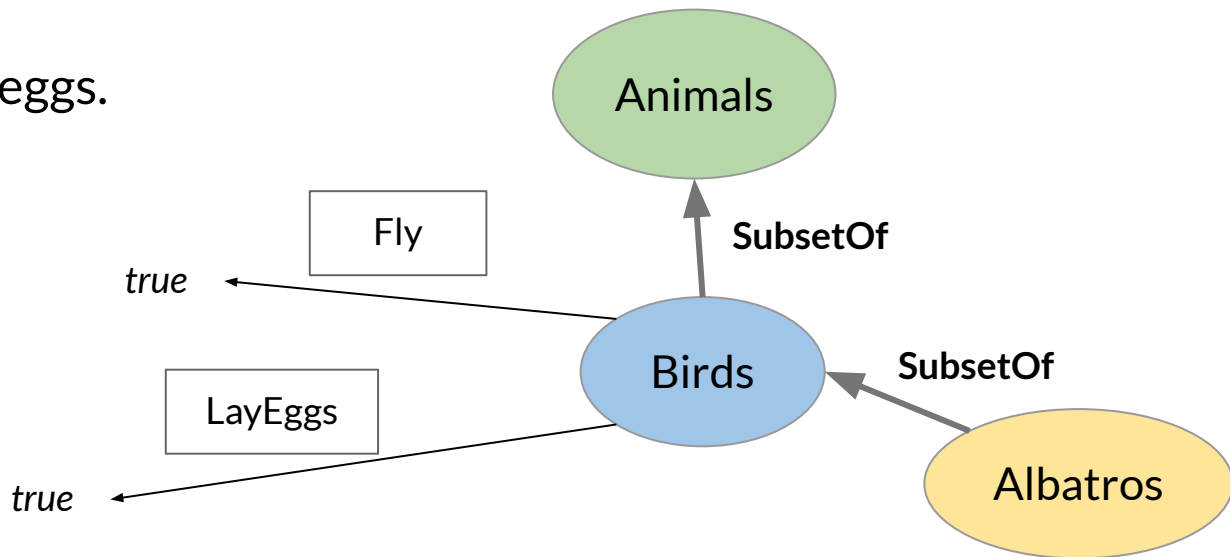 eggs.
Animals
Fly
SubsetOf
true
Birds
SubsetOf
LayEggs
Albatros
true